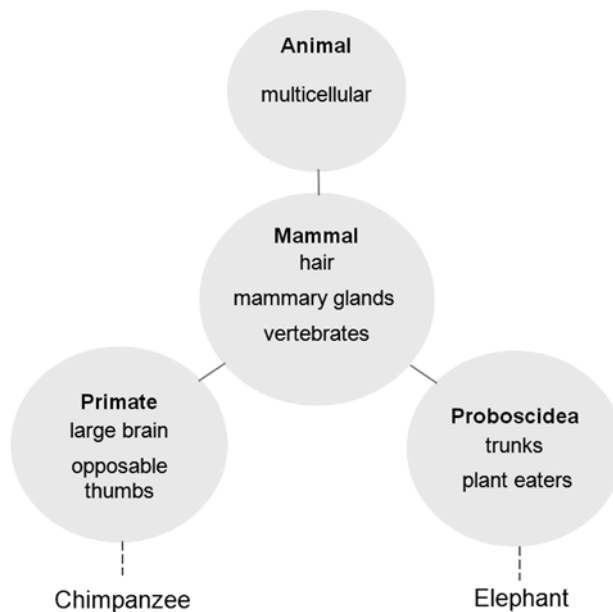 Animal
multicellular
Mammal
hair
mammary glands
vertebrates
Primate
large brain
opposable
thumbs
Chimpanzee
Proboscidea
trunks
plant eaters
Elephant